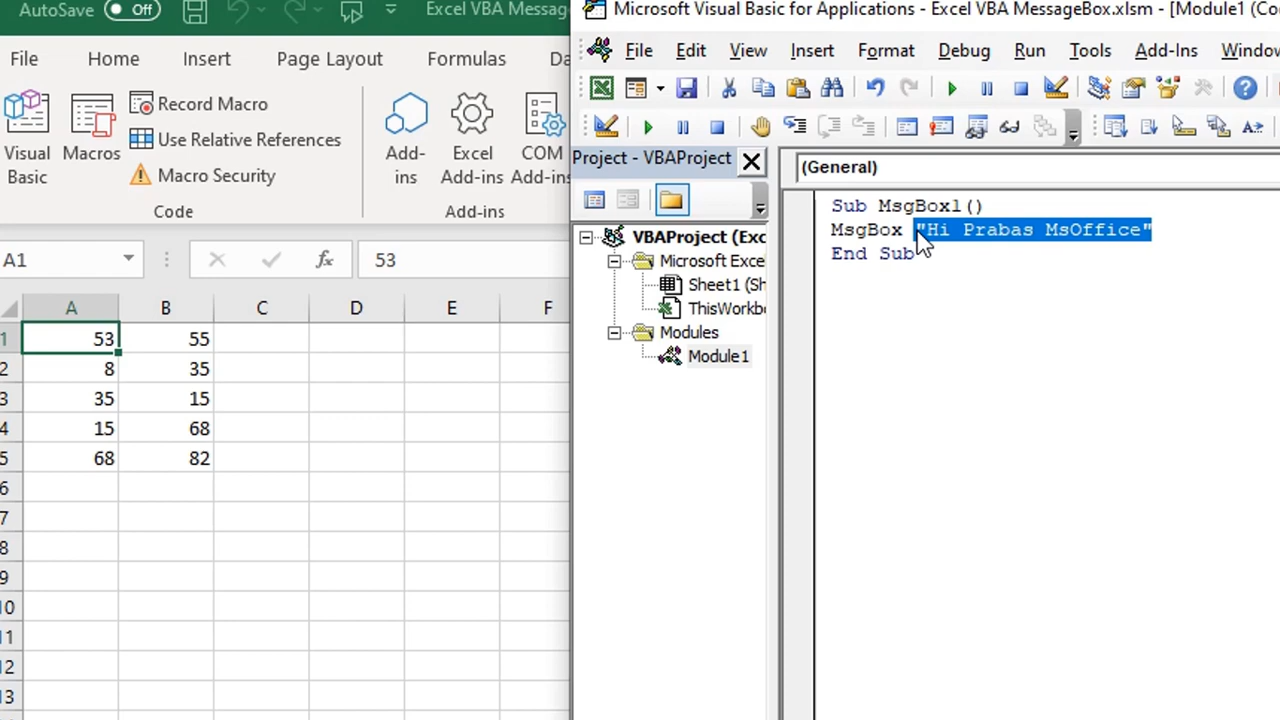 AutoSave Off Excel VBA Messag
File Home Insert Page Layout Formulas Da
Visual Basic
Macros
Record Macro
Use Relative References
Macro Security
Code
Add-ins
Excel Add-ins
COM Add-ins
Add-ins
A1 fx 53
A B C D E F
1 53 55
2 8 35
3 35 15
4 15 68
5 68 82
6
7
8
9
10
11
12
13
Microsoft Visual Basic for Applications - Excel VBA MessageBox.xlsm - [Module1 (Co
File Edit View Insert Format Debug Run Tools Add-Ins Window
Project - VBAProject
VBAProject (Exc
Microsoft Exce
Sheet1 (Sh
ThisWorkb
Modules
Module1
(General)
Sub MsgBox1()
MsgBox "Hi Prabas MsOffice"
End Sub